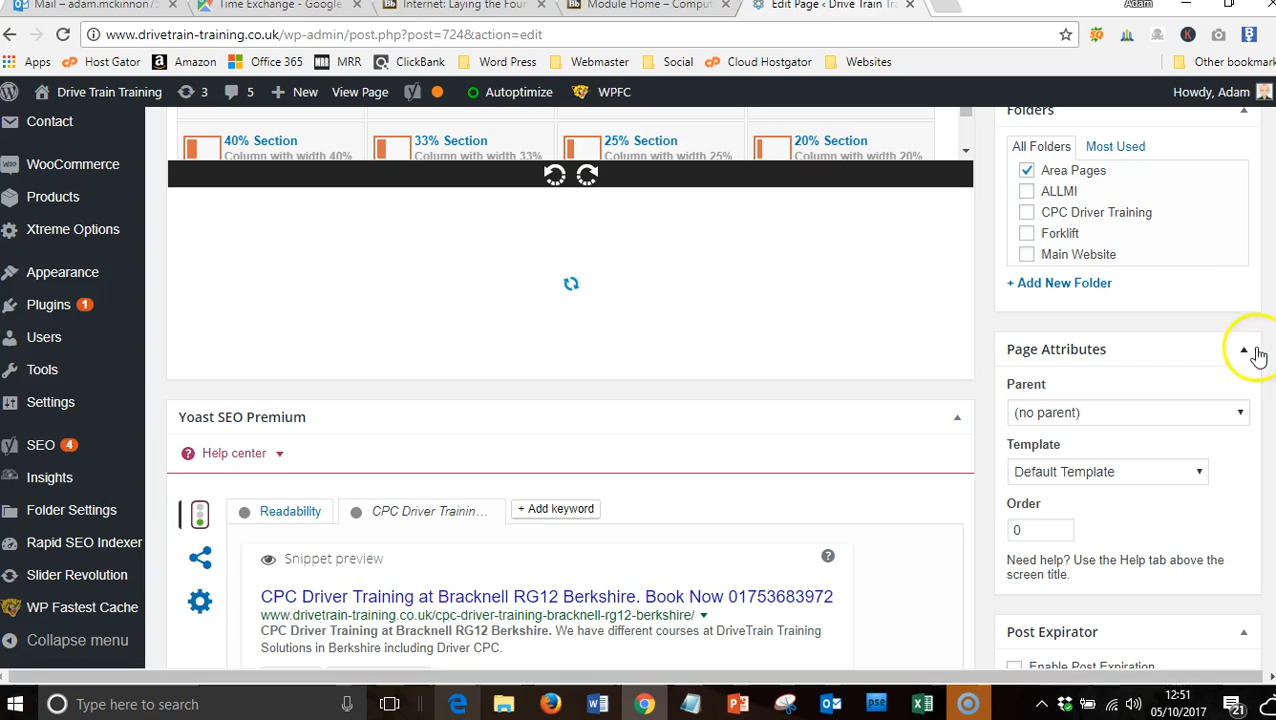 Mail – adam.mckinnon
Time Exchange - Google
Internet: Laying the Foun
Module Home – Comput
Edit Page ‹ Drive Train Tr
Adam
www.drivetrain-training.co.uk/wp-admin/post.php?post=724&action=edit
Apps
Host Gator
Amazon
Office 365
MRR
ClickBank
Word Press
Webmaster
Social
Cloud Hostgator
Websites
Other bookmark
Drive Train Training
3
5
New
View Page
Autoptimize
WPFC
Howdy, Adam
Contact
WooCommerce
Products
Xtreme Options
Appearance
Plugins 1
Users
Tools
Settings
SEO 4
Insights
Folder Settings
Rapid SEO Indexer
Slider Revolution
WP Fastest Cache
Collapse menu
40% Section
Column with width 40%
33% Section
Column with width 33%
25% Section
Column with width 25%
20% Section
Column with width 20%
Yoast SEO Premium
Help center
Readability
CPC Driver Trainin...
+ Add keyword
Snippet preview
CPC Driver Training at Bracknell RG12 Berkshire. Book Now 01753683972
www.drivetrain-training.co.uk/cpc-driver-training-bracknell-rg12-berkshire/
CPC Driver Training at Bracknell RG12 Berkshire. We have different courses at DriveTrain Training
Solutions in Berkshire including Driver CPC.
Folders
All Folders
Most Used
Area Pages
ALLMI
CPC Driver Training
Forklift
Main Website
+ Add New Folder
Page Attributes
Parent
(no parent)
Template
Default Template
Order
0
Need help? Use the Help tab above the
screen title.
Post Expirator
Enable Post Expiration
Type here to search
12:51
05/10/2017
21